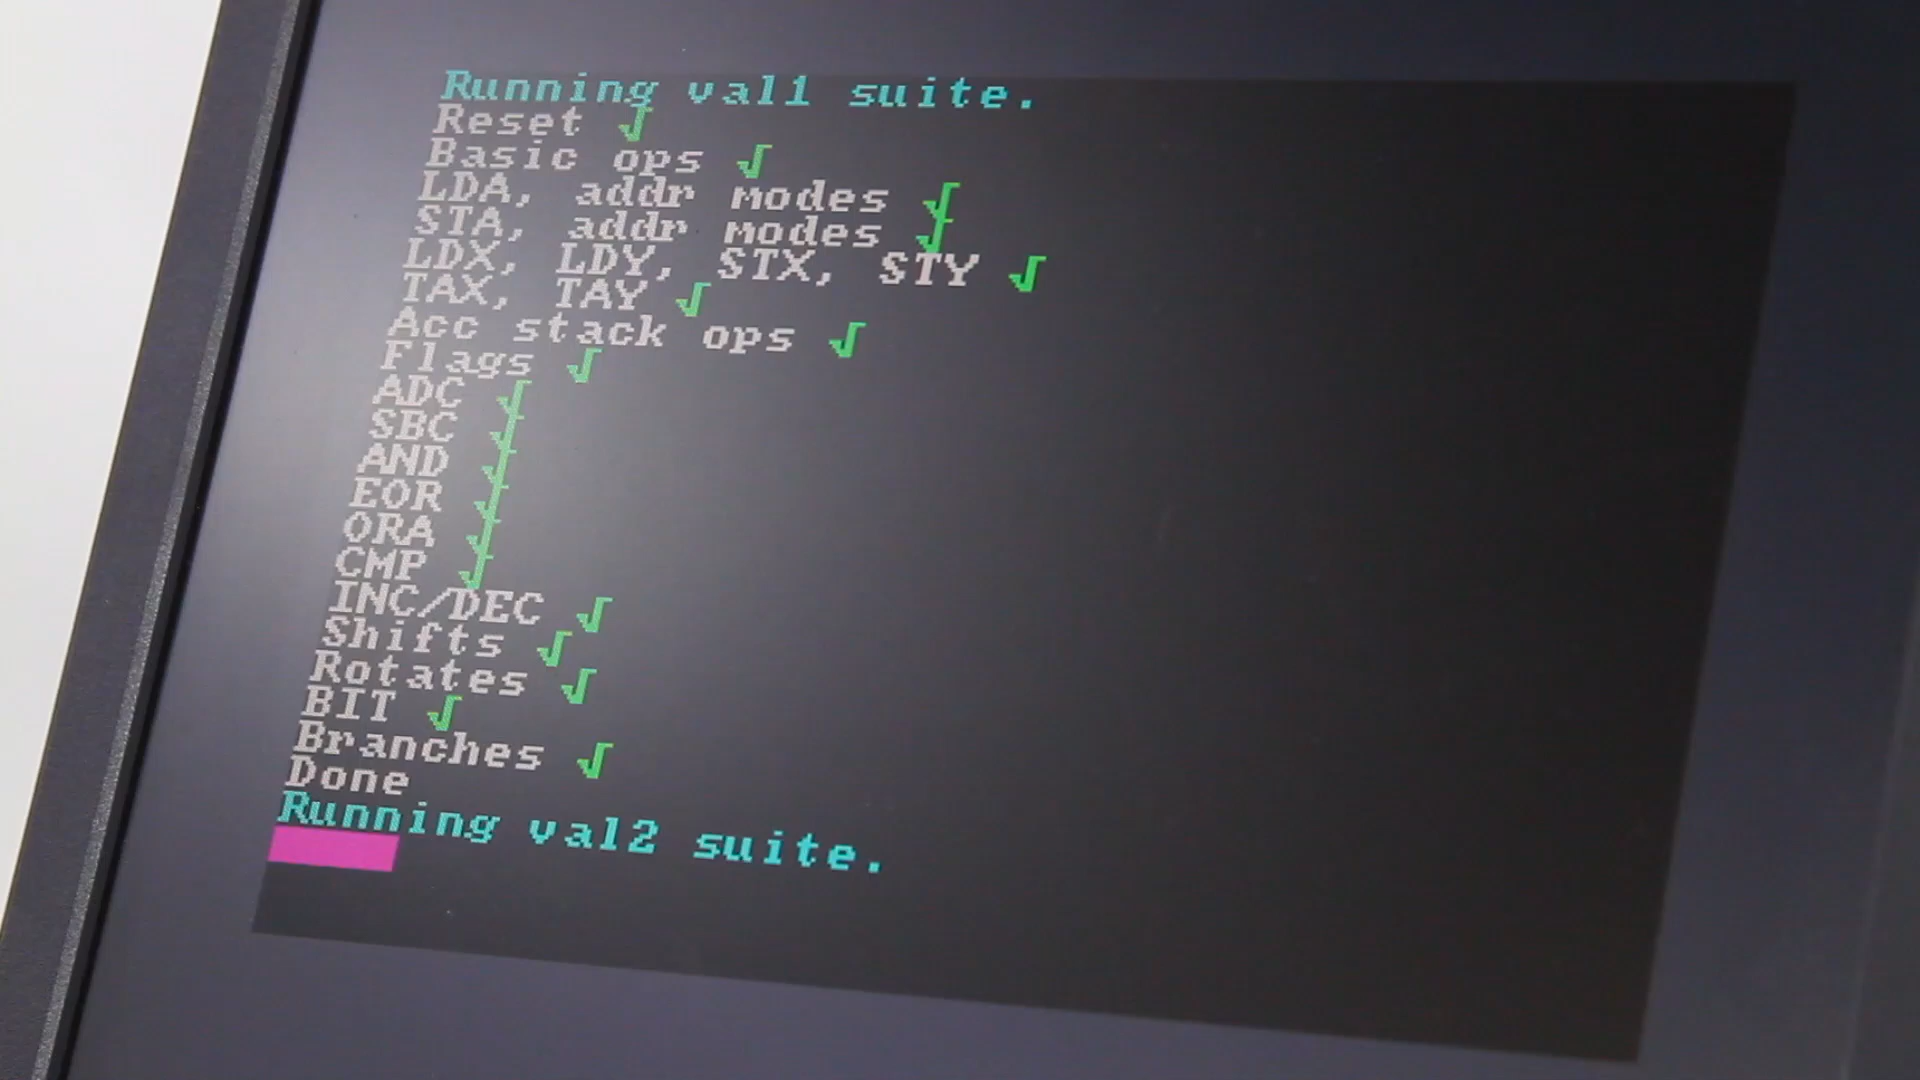 Running val1 suite.
Reset √
Basic ops √
LDA, addr modes √
STA, addr modes √
LDX, LDY, STX, STY √
TAX, TAY √
Acc stack ops √
Flags √
ADC √
SBC √
AND √
EOR √
ORA √
CMP √
INC/DEC √
Shifts √
Rotates √
BIT √
Branches √
Done
Running val2 suite.